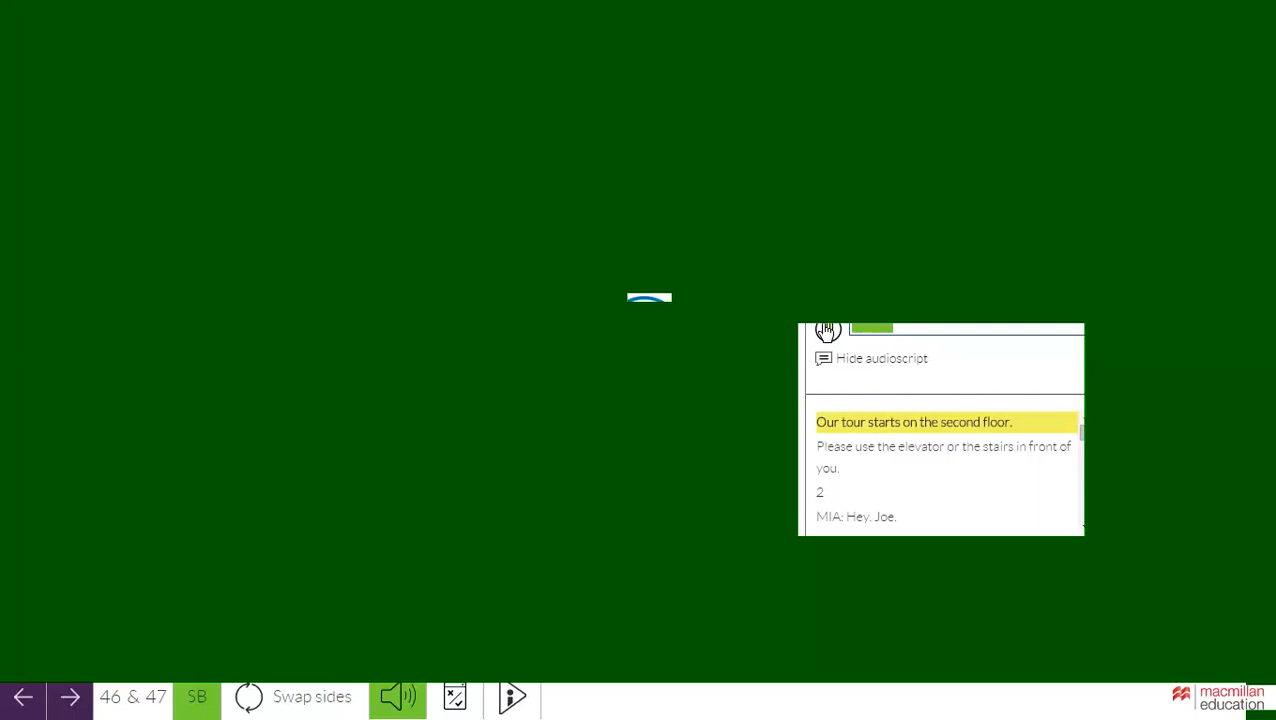 Hide audioscript
Our tour starts on the second floor.
Please use the elevator or the stairs in front of
you.
2
MIA: Hey, Joe.
46 & 47
SB
Swap sides
macmillan
education